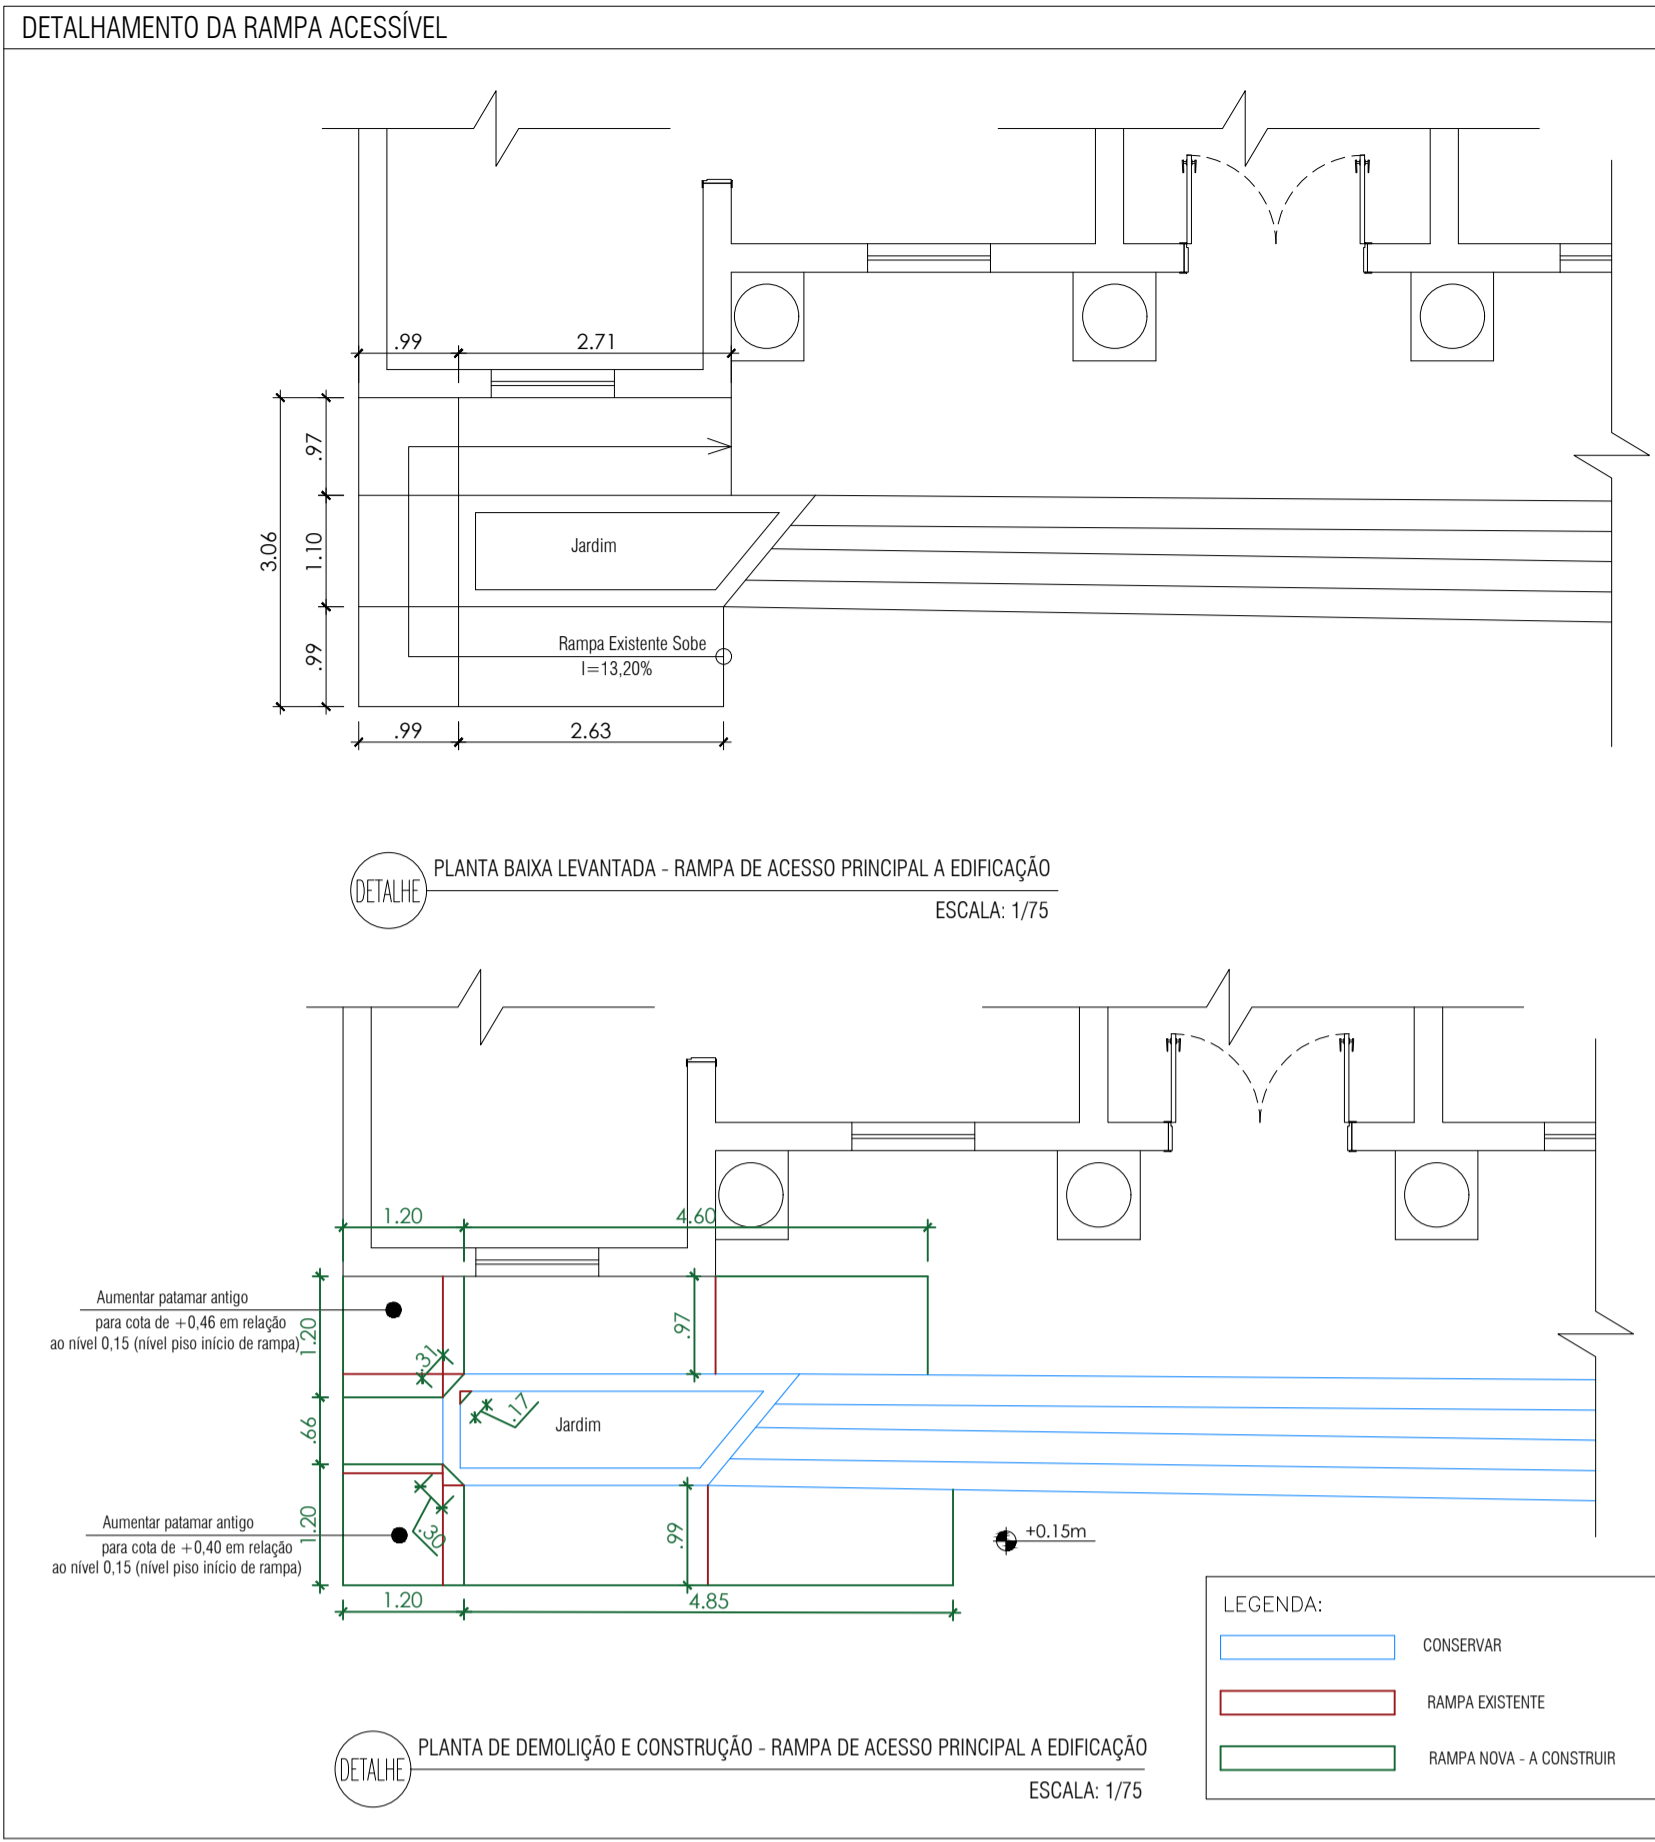 DETALHAMENTO DA RAMPA ACESSÍVEL
.99
2.71
.97
3.06
1.10
.99
Jardim
Rampa Existente Sobe
I=13,20%
.99
2.63
DETALHE
PLANTA BAIXA LEVANTADA - RAMPA DE ACESSO PRINCIPAL A EDIFICAÇÃO
ESCALA: 1/75
1.20
4.60
Aumentar patamar antigo
para cota de +0,46 em relação
ao nível 0,15 (nível piso início de rampa)
1.20
.31
.97
.17
.66
Jardim
Aumentar patamar antigo
para cota de +0,40 em relação
ao nível 0,15 (nível piso início de rampa)
1.20
.30
.99
+0.15m
1.20
4.85
LEGENDA:
CONSERVAR
RAMPA EXISTENTE
RAMPA NOVA - A CONSTRUIR
DETALHE
PLANTA DE DEMOLIÇÃO E CONSTRUÇÃO - RAMPA DE ACESSO PRINCIPAL A EDIFICAÇÃO
ESCALA: 1/75